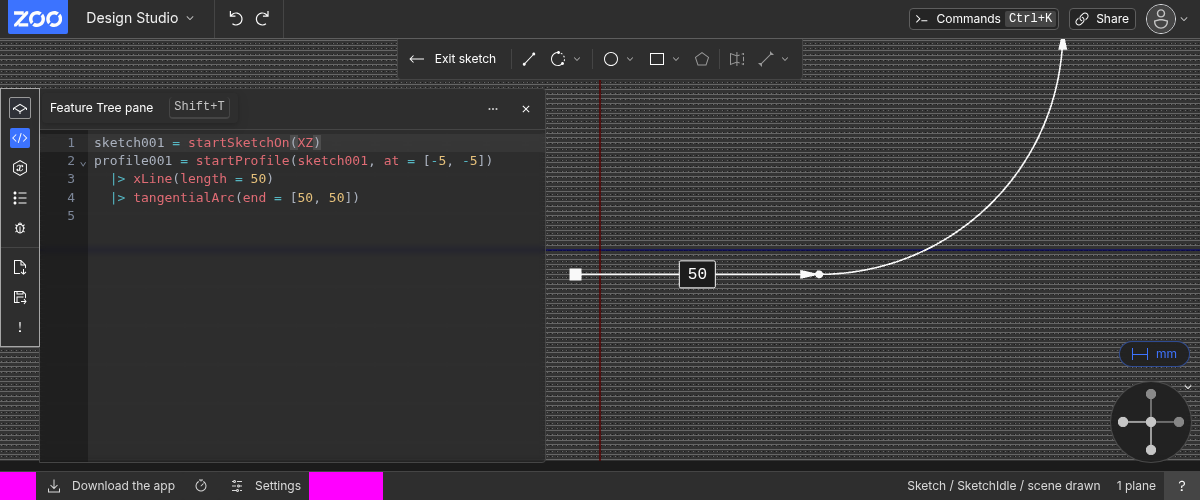 ZOO Design Studio Commands Ctrl+K Share
Exit sketch
Feature Tree pane Shift+T
1 sketch001 = startSketchOn(XZ)
2 profile001 = startProfile(sketch001, at = [-5, -5])
3 |> xLine(length = 50)
4 |> tangentialArc(end = [50, 50])
5
50
mm
Download the app Settings Sketch / SketchIdle / scene drawn 1 plane ?